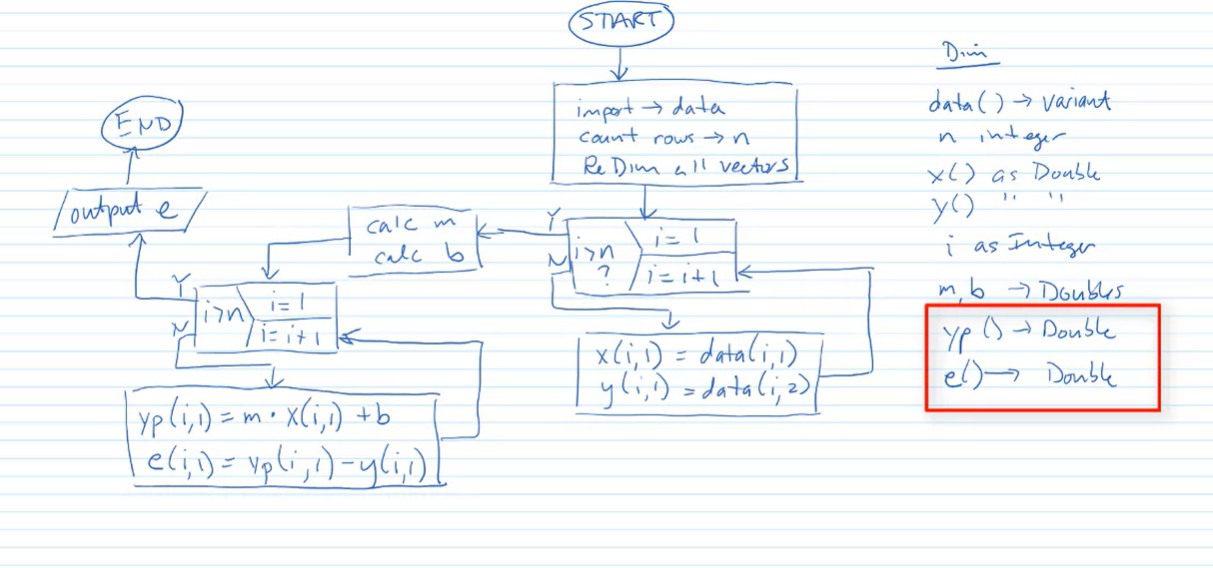 START
import → data
count rows → n
ReDim all vectors
i>n
?
i=1
i=i+1
Y
N
x(i,1) = data(i,1)
y(i,1) = data(i,2)
calc m
calc b
i>n
i=1
i=i+1
Y
N
yp(i,1) = m · x(i,1) + b
e(i,1) = yp(i,1) - y(i,1)
output e
END
Dim
data() → variant
n integer
x() as Double
y() " "
i as Integer
m,b → Doubles
yp() → Double
e() → Double